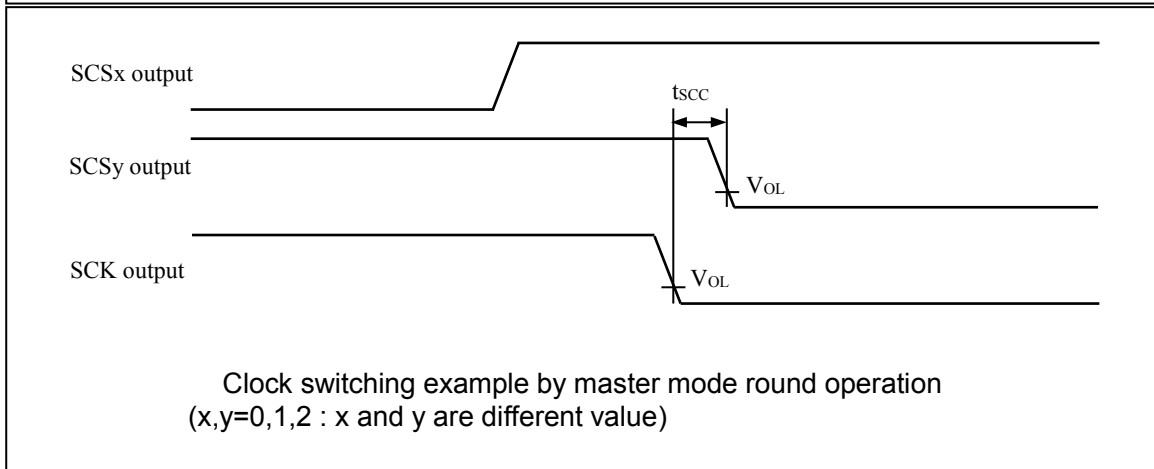 SCSx output
tSCC
SCSy output
VOL
SCK output
VOL
Clock switching example by master mode round operation
(x,y=0,1,2 : x and y are different value)